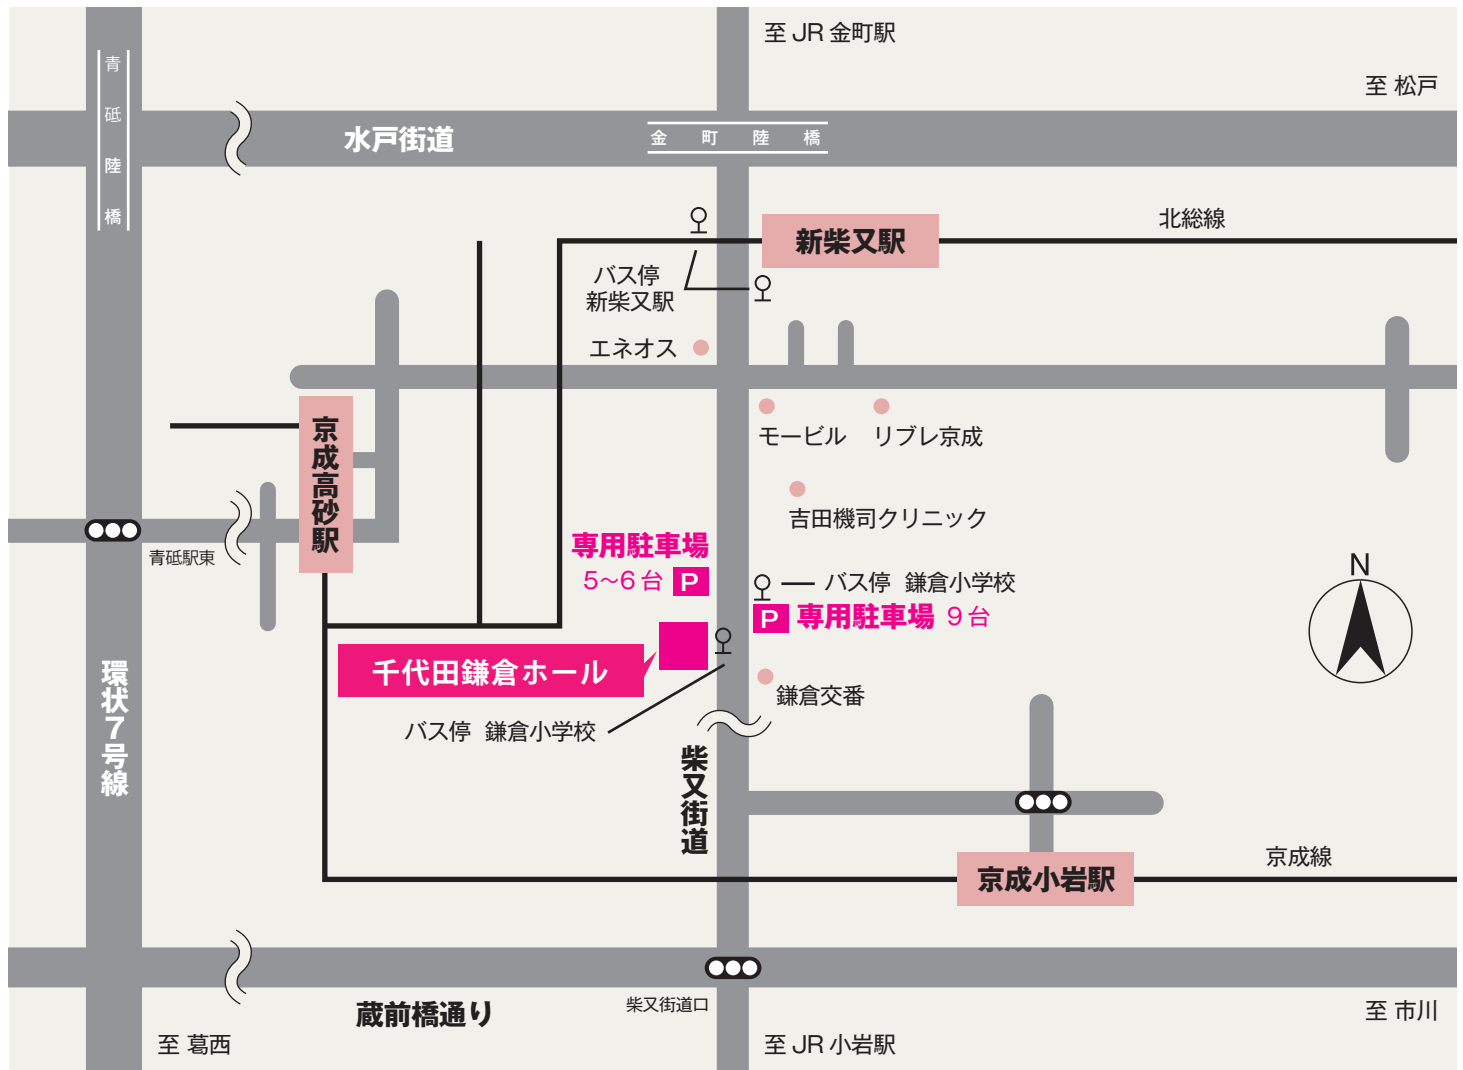 至 JR 金町駅
至 松戸
青砥陸橋
水戸街道
金町陸橋
北総線
新柴又駅
バス停
新柴又駅
エネオス
モービル
リブレ京成
京成高砂駅
吉田機司クリニック
専用駐車場
5〜6台 P
青砥駅東
バス停 鎌倉小学校
P 専用駐車場 9台
N
千代田鎌倉ホール
鎌倉交番
バス停 鎌倉小学校
環状7号線
柴又街道
京成線
京成小岩駅
蔵前橋通り
柴又街道口
至 市川
至 葛西
至 JR 小岩駅